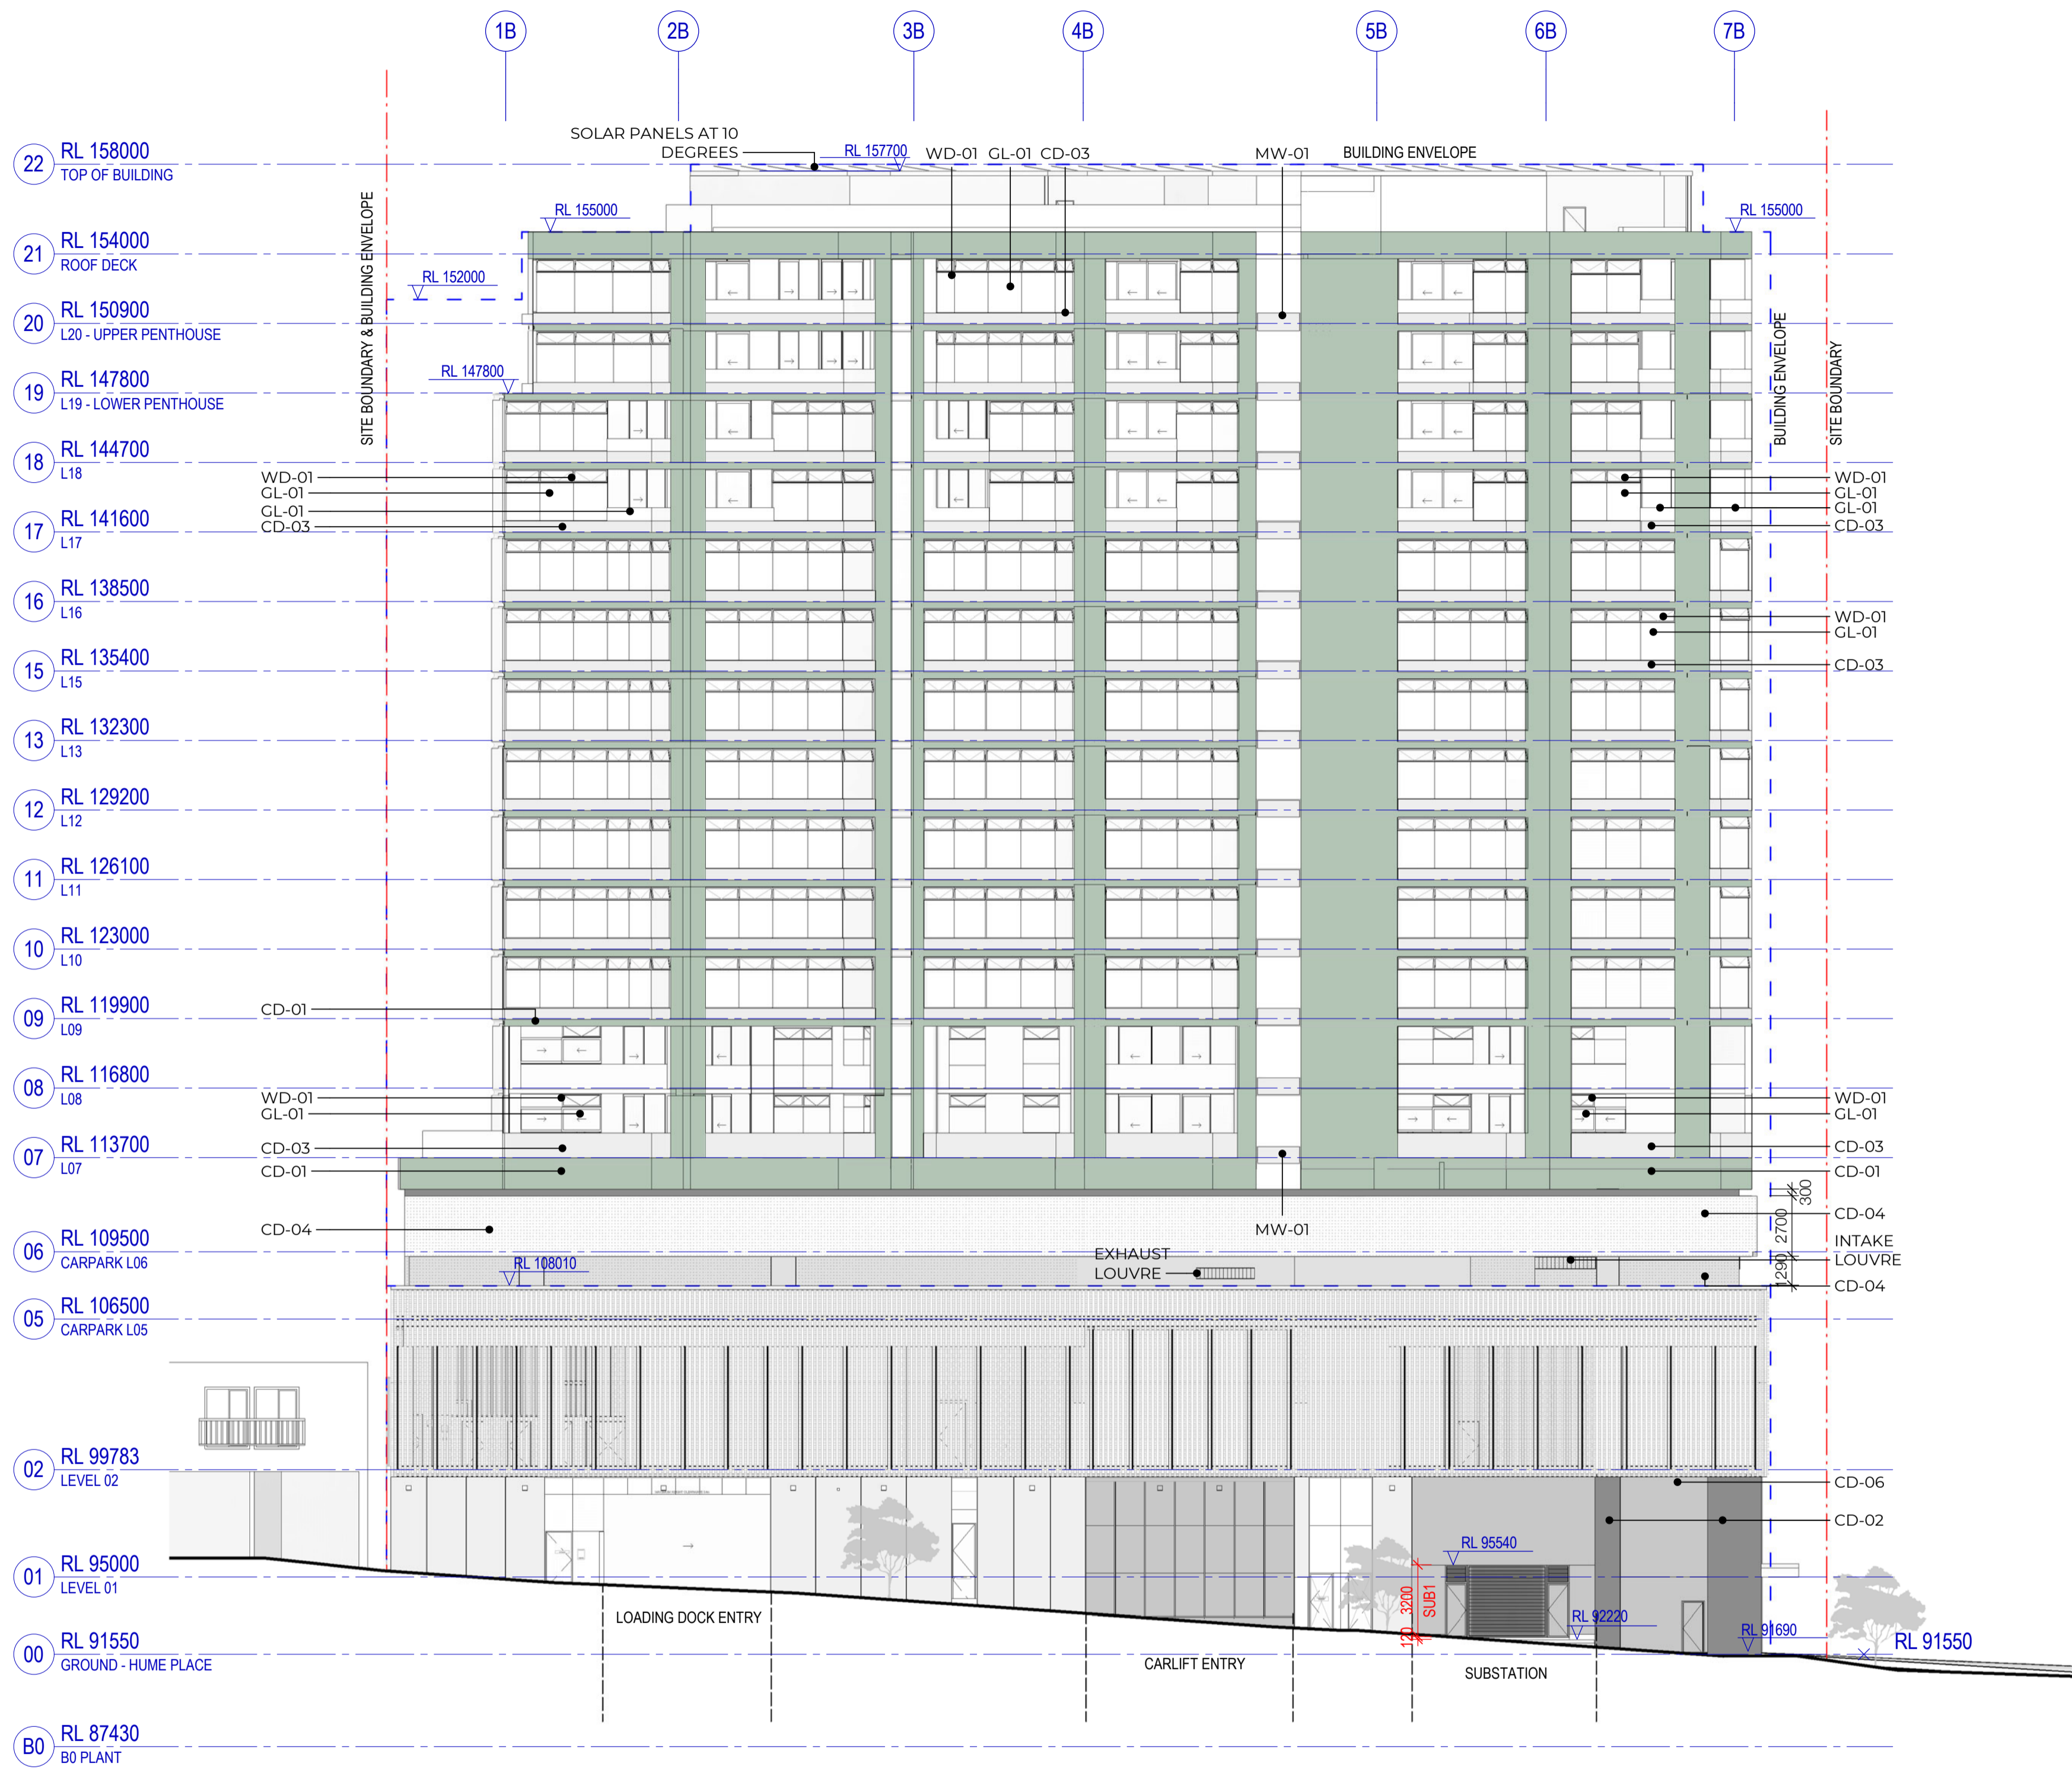 1B 2B 3B 4B 5B 6B 7B
SOLAR PANELS AT 10
DEGREES
RL 157700
WD-01 GL-01 CD-03
MW-01
BUILDING ENVELOPE
22 RL 158000
TOP OF BUILDING
RL 155000
RL 155000
21 RL 154000
ROOF DECK
RL 152000
SITE BOUNDARY & BUILDING ENVELOPE
BUILDING ENVELOPE
SITE BOUNDARY
20 RL 150900
L20 - UPPER PENTHOUSE
19 RL 147800
L19 - LOWER PENTHOUSE
RL 147800
18 RL 144700
L18
WD-01
GL-01
GL-01
CD-03
WD-01
GL-01
GL-01
CD-03
17 RL 141600
L17
16 RL 138500
L16
WD-01
GL-01
CD-03
15 RL 135400
L15
13 RL 132300
L13
12 RL 129200
L12
11 RL 126100
L11
10 RL 123000
L10
09 RL 119900
L09
CD-01
08 RL 116800
L08
WD-01
GL-01
WD-01
GL-01
07 RL 113700
L07
CD-03
CD-01
CD-03
CD-01
300
2700
1290
CD-04
MW-01
CD-04
06 RL 109500
CARPARK L06
RL 108010
EXHAUST
LOUVRE
INTAKE
LOUVRE
CD-04
05 RL 106500
CARPARK L05
02 RL 99783
LEVEL 02
CD-06
CD-02
01 RL 95000
LEVEL 01
RL 95540
3200
120
SUB1
RL 92220
RL 91690
RL 91550
LOADING DOCK ENTRY
CARLIFT ENTRY
SUBSTATION
00 RL 91550
GROUND - HUME PLACE
B0 RL 87430
B0 PLANT